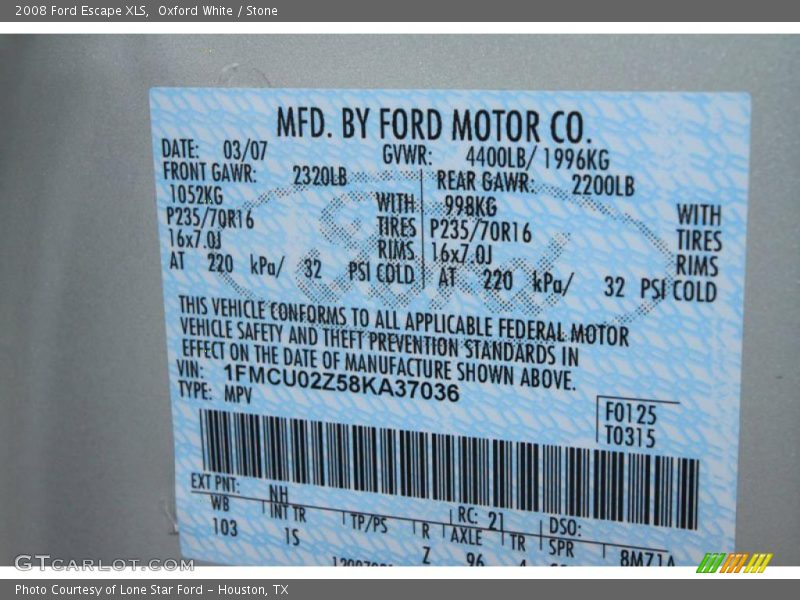 2008 Ford Escape XLS, Oxford White / Stone
MFD. BY FORD MOTOR CO.
DATE: 03/07 GVWR: 4400LB/ 1996KG
FRONT GAWR: 2320LB REAR GAWR: 2200LB
1052KG WITH 998KG WITH
P235/70R16 TIRES P235/70R16 TIRES
16x7.0J RIMS 16x7.0J RIMS
AT 220 kPa/ 32 PSI COLD AT 220 kPa/ 32 PSI COLD
Ford
THIS VEHICLE CONFORMS TO ALL APPLICABLE FEDERAL MOTOR
VEHICLE SAFETY AND THEFT PREVENTION STANDARDS IN
EFFECT ON THE DATE OF MANUFACTURE SHOWN ABOVE.
VIN: 1FMCU02Z58KA37036
TYPE: MPV
F0125
T0315
EXT PNT: NH RC: 21 DSO:
WB INT TR TP/PS R AXLE TR SPR
103 1S Z 96 8M71A
GTcarlot.com
Photo Courtesy of Lone Star Ford - Houston, TX